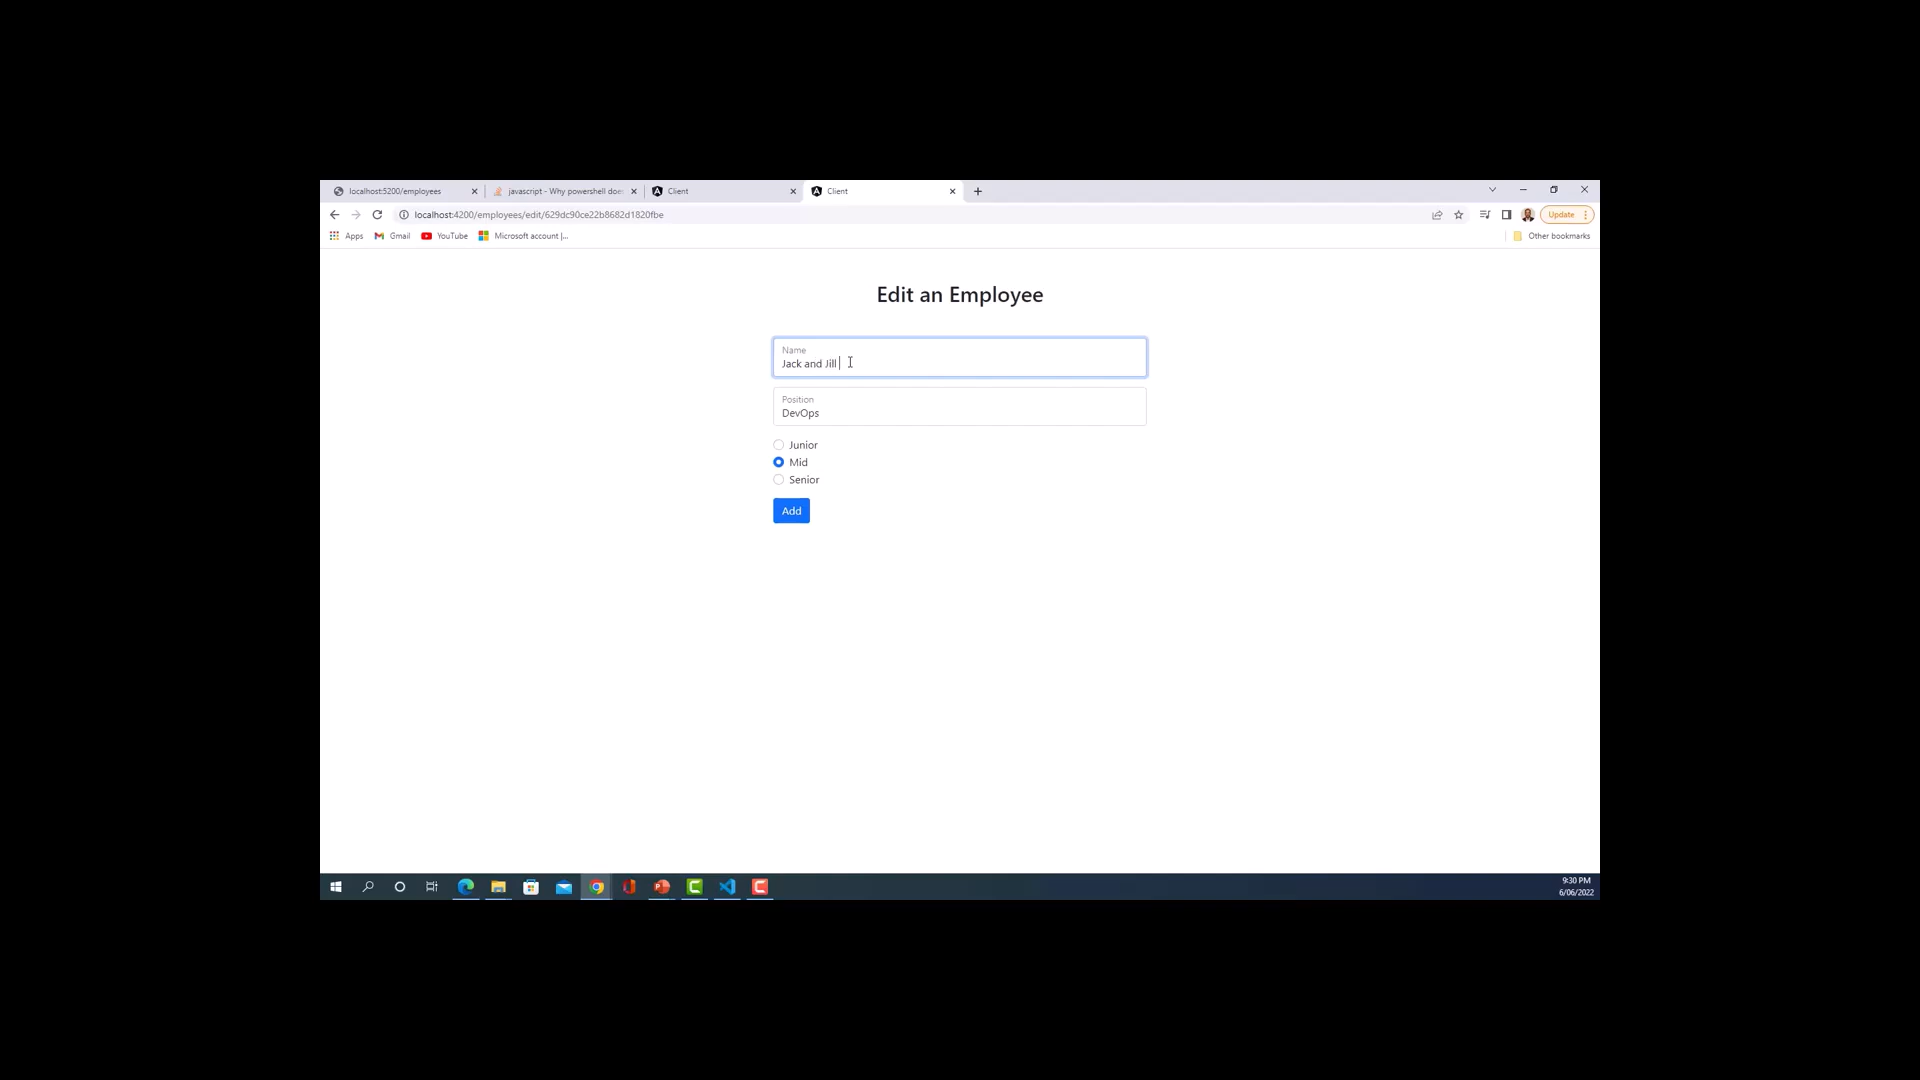 localhost:5200/employees
javascript - Why powershell doe
Client
Client
localhost:4200/employees/edit/629dc90ce22b8682d1820fbe
Update
Apps
Gmail
YouTube
Microsoft account |...
Other bookmarks
Edit an Employee
Name
Jack and Jill
Position
DevOps
Junior
Mid
Senior
Add
9:30 PM
6/06/2022